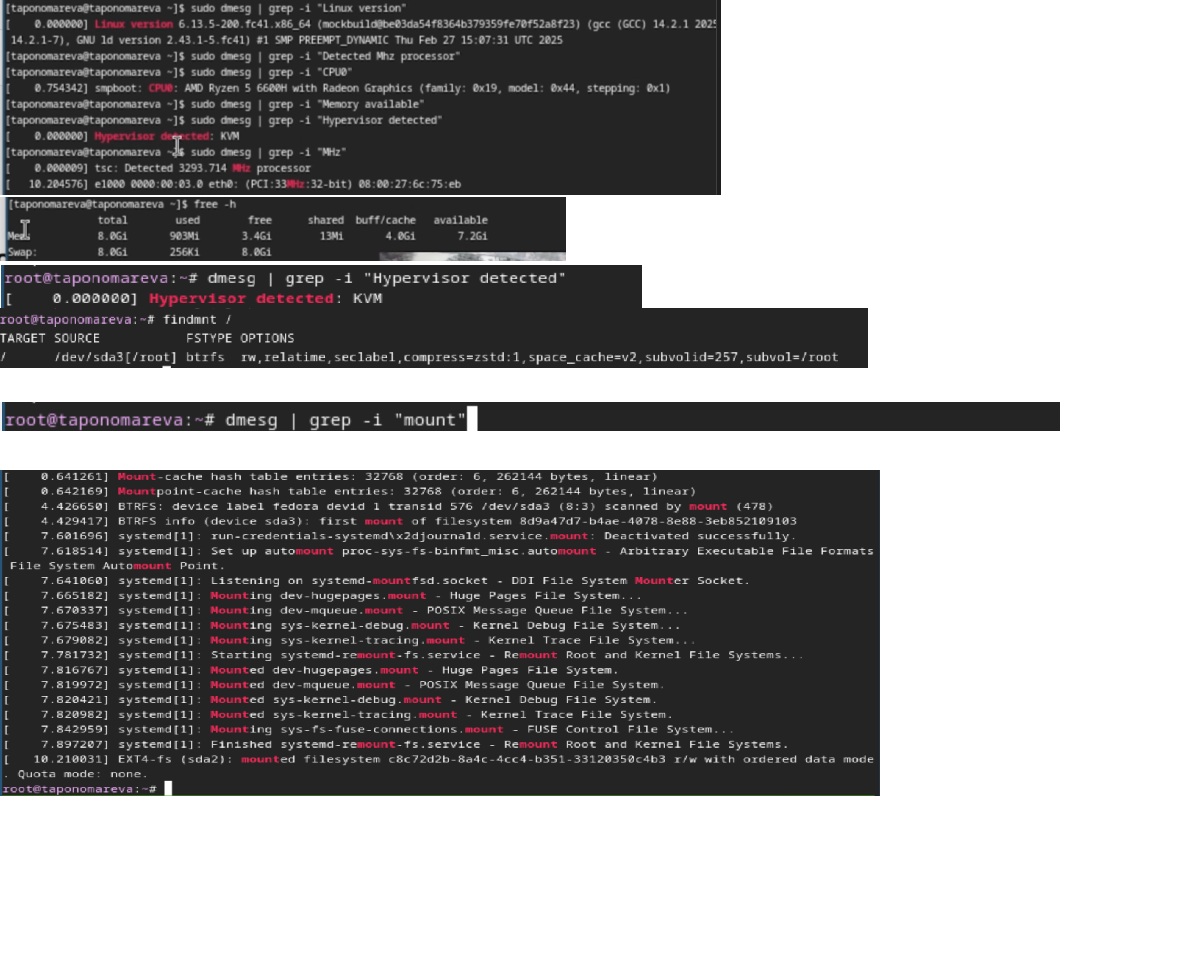 [taponomareva@taponomareva ~]$ sudo dmesg | grep -i "Linux version"
[    0.000000] Linux version 6.13.5-200.fc41.x86_64 (mockbuild@be03da54f8364b379359fe70f52a8f23) (gcc (GCC) 14.2.1 2025
14.2.1-7), GNU ld version 2.43.1-5.fc41) #1 SMP PREEMPT_DYNAMIC Thu Feb 27 15:07:31 UTC 2025
[taponomareva@taponomareva ~]$ sudo dmesg | grep -i "Detected Mhz processor"
[taponomareva@taponomareva ~]$ sudo dmesg | grep -i "CPU0"
[    0.754342] smpboot: CPU0: AMD Ryzen 5 6600H with Radeon Graphics (family: 0x19, model: 0x44, stepping: 0x1)
[taponomareva@taponomareva ~]$ sudo dmesg | grep -i "Memory available"
[taponomareva@taponomareva ~]$ sudo dmesg | grep -i "Hypervisor detected"
[    0.000000] Hypervisor detected: KVM
[taponomareva@taponomareva ~]$ sudo dmesg | grep -i "MHz"
[    0.000009] tsc: Detected 3293.714 MHz processor
[   10.204576] e1000 0000:00:03.0 eth0: (PCI:33MHz:32-bit) 08:00:27:6c:75:eb
[taponomareva@taponomareva ~]$ free -h
total used free shared buff/cache available
Mem: 8.0Gi 903Mi 3.4Gi 13Mi 4.0Gi 7.2Gi
Swap: 8.0Gi 256Ki 8.0Gi
root@taponomareva:~# dmesg | grep -i "Hypervisor detected"
[    0.000000] Hypervisor detected: KVM
root@taponomareva:~# findmnt /
TARGET SOURCE FSTYPE OPTIONS
/ /dev/sda3[/root] btrfs rw,relatime,seclabel,compress=zstd:1,space_cache=v2,subvolid=257,subvol=/root
root@taponomareva:~# dmesg | grep -i "mount"
[    0.641261] Mount-cache hash table entries: 32768 (order: 6, 262144 bytes, linear)
[    0.642169] Mountpoint-cache hash table entries: 32768 (order: 6, 262144 bytes, linear)
[    4.426650] BTRFS: device label fedora devid 1 transid 576 /dev/sda3 (8:3) scanned by mount (478)
[    4.429417] BTRFS info (device sda3): first mount of filesystem 8d9a47d7-b4ae-4078-8e88-3eb852109103
[    7.601696] systemd[1]: run-credentials-systemd\x2djournald.service.mount: Deactivated successfully.
[    7.618514] systemd[1]: Set up automount proc-sys-fs-binfmt_misc.automount - Arbitrary Executable File Formats
File System Automount Point.
[    7.641060] systemd[1]: Listening on systemd-mountfsd.socket - DDI File System Mounter Socket.
[    7.665182] systemd[1]: Mounting dev-hugepages.mount - Huge Pages File System...
[    7.670337] systemd[1]: Mounting dev-mqueue.mount - POSIX Message Queue File System...
[    7.675483] systemd[1]: Mounting sys-kernel-debug.mount - Kernel Debug File System...
[    7.679082] systemd[1]: Mounting sys-kernel-tracing.mount - Kernel Trace File System...
[    7.781732] systemd[1]: Starting systemd-remount-fs.service - Remount Root and Kernel File Systems...
[    7.816767] systemd[1]: Mounted dev-hugepages.mount - Huge Pages File System.
[    7.819972] systemd[1]: Mounted dev-mqueue.mount - POSIX Message Queue File System.
[    7.820421] systemd[1]: Mounted sys-kernel-debug.mount - Kernel Debug File System.
[    7.820982] systemd[1]: Mounted sys-kernel-tracing.mount - Kernel Trace File System.
[    7.842959] systemd[1]: Mounting sys-fs-fuse-connections.mount - FUSE Control File System...
[    7.897207] systemd[1]: Finished systemd-remount-fs.service - Remount Root and Kernel File Systems.
[   10.210031] EXT4-fs (sda2): mounted filesystem c8c72d2b-8a4c-4cc4-b351-33120350c4b3 r/w with ordered data mode
. Quota mode: none.
root@taponomareva:~#